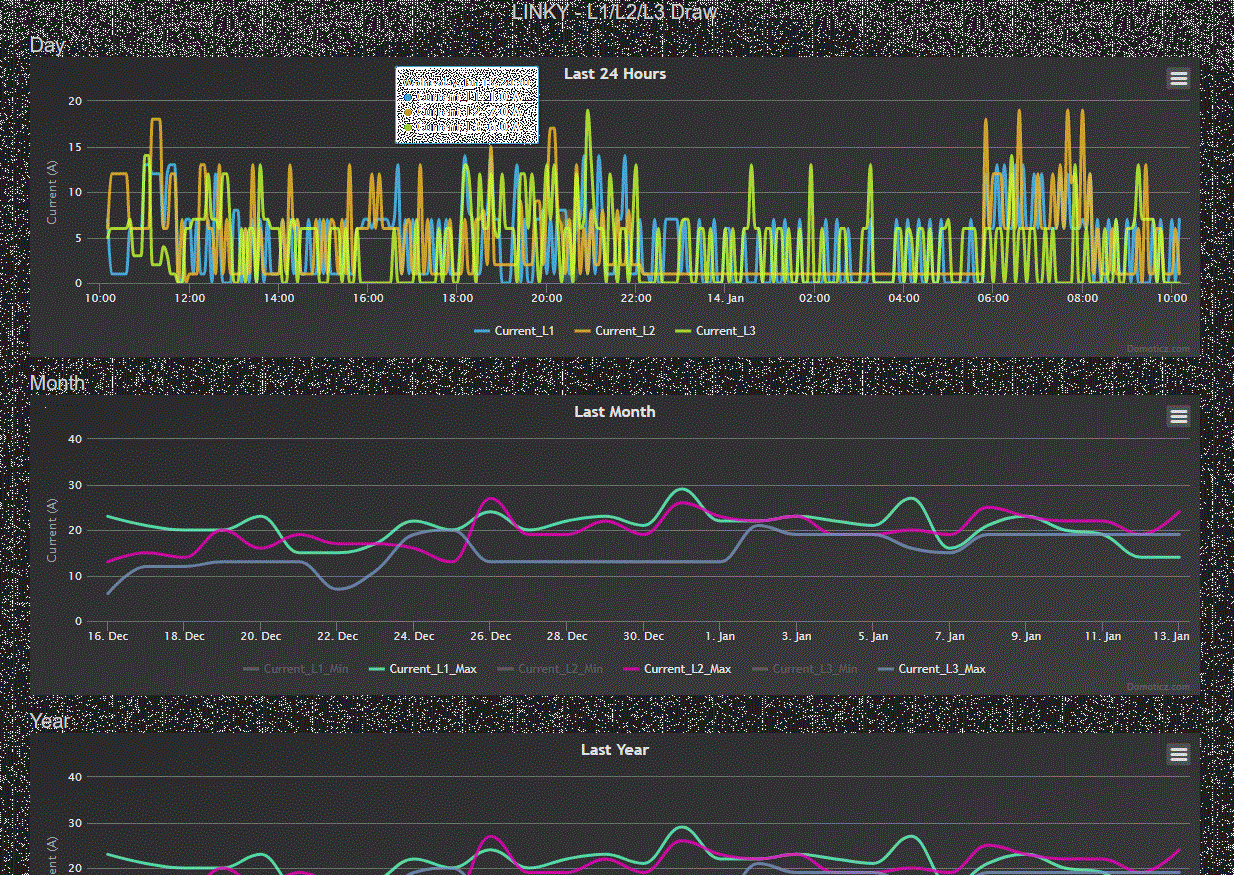 LINKY - L1/L2/L3 Draw
Day
Last 24 Hours
20
15
10
5
0
Current (A)
10:00 12:00 14:00 16:00 18:00 20:00 22:00 14. Jan 02:00 04:00 06:00 08:00 10:00
Current_L1 Current_L2 Current_L3
Domoticz.com
Month
Last Month
40
30
20
10
0
Current (A)
16. Dec 18. Dec 20. Dec 22. Dec 24. Dec 26. Dec 28. Dec 30. Dec 1. Jan 3. Jan 5. Jan 7. Jan 9. Jan 11. Jan 13. Jan
Current_L1_Min Current_L1_Max Current_L2_Min Current_L2_Max Current_L3_Min Current_L3_Max
Domoticz.com
Year
Last Year
40
30
20
Current (A)